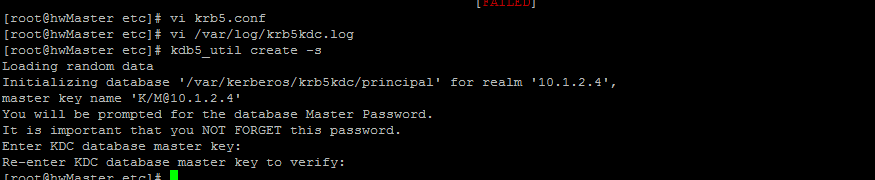 [FAILED]
[root@hwMaster etc]# vi krb5.conf
[root@hwMaster etc]# vi /var/log/krb5kdc.log
[root@hwMaster etc]# kdb5_util create -s
Loading random data
Initializing database '/var/kerberos/krb5kdc/principal' for realm '10.1.2.4',
master key name 'K/M@10.1.2.4'
You will be prompted for the database Master Password.
It is important that you NOT FORGET this password.
Enter KDC database master key:
Re-enter KDC database master key to verify:
[root@hwMaster etc]#